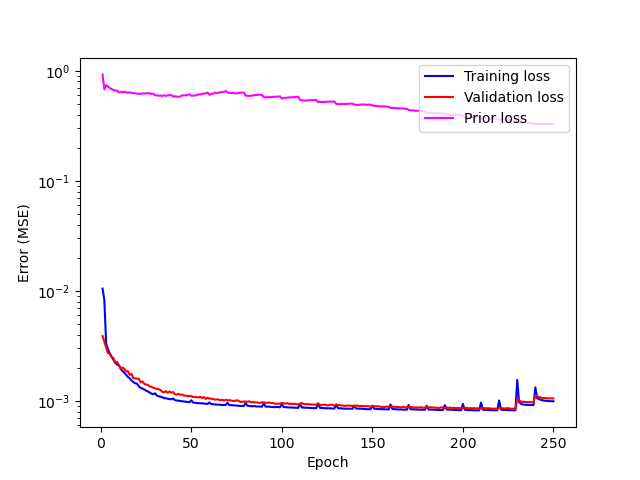 Training loss
Validation loss
Prior loss
10⁰
10⁻¹
10⁻²
10⁻³
Error (MSE)
0 50 100 150 200 250
Epoch